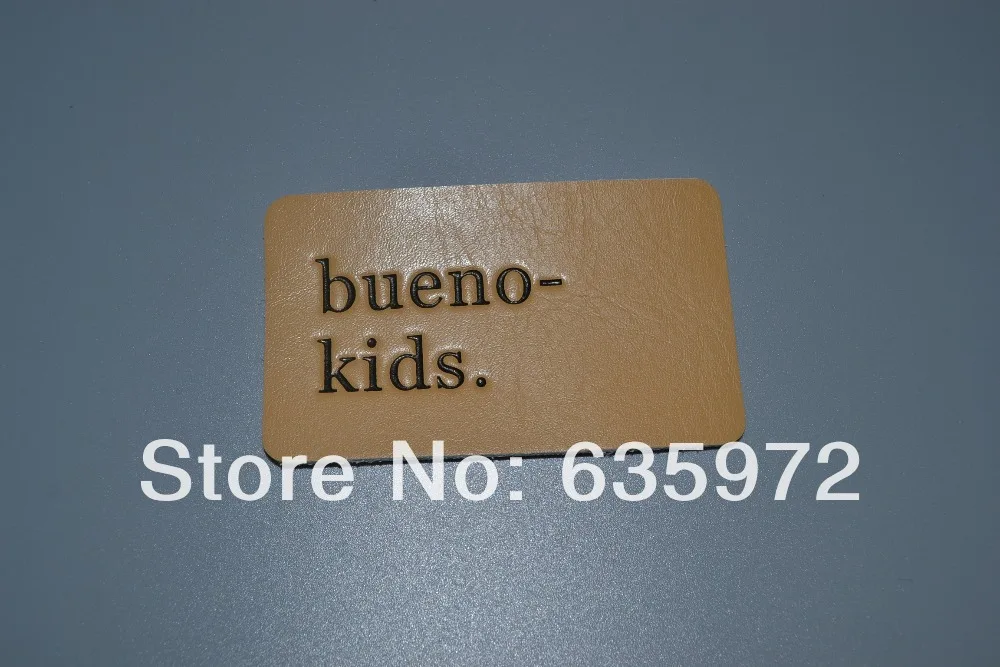 bueno-
kids.
Store No: 635972